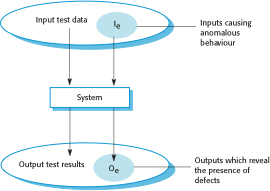 Input test data
Ie
Inputs causing
anomalous
behaviour
System
Output test results
Oe
Outputs which reveal
the presence of
defects